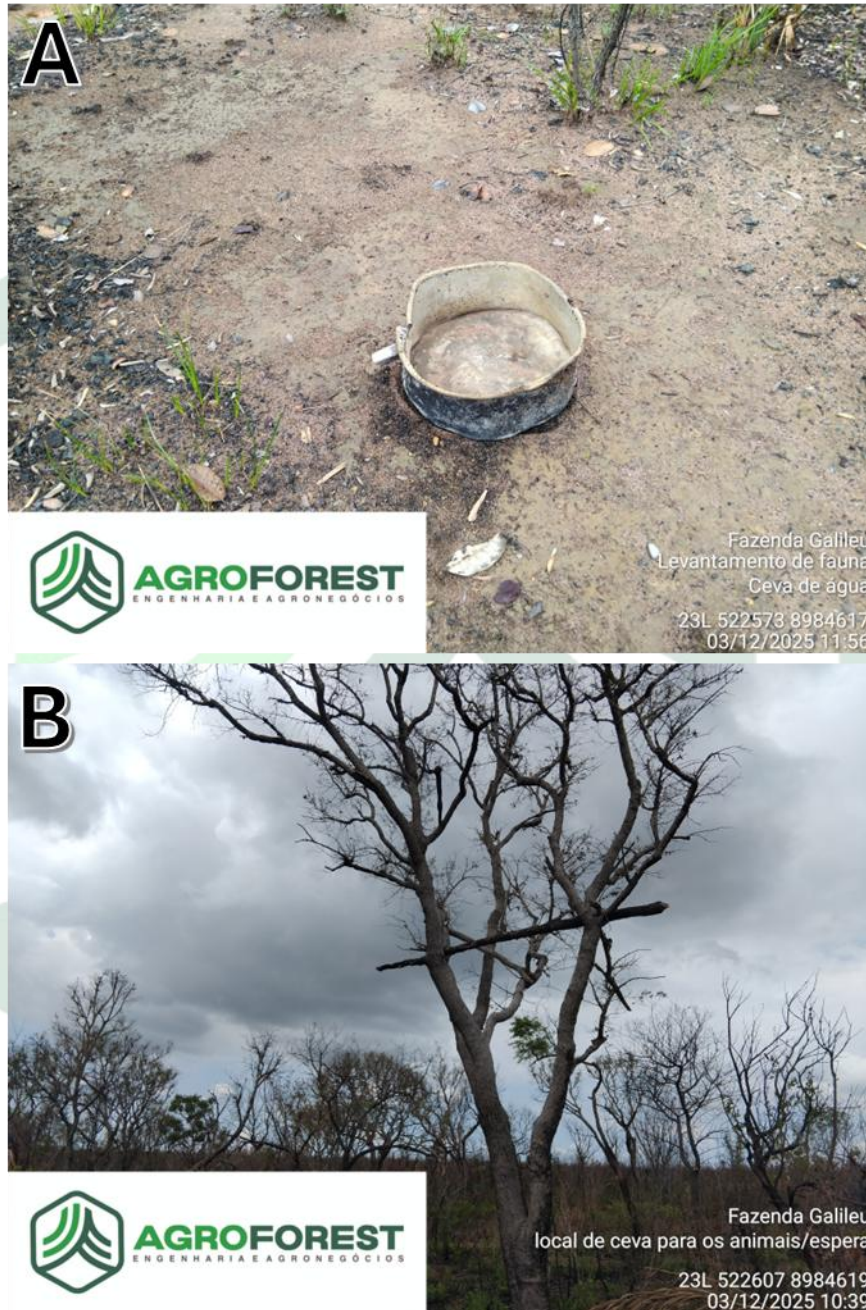 A
AGROFOREST
ENGENHARIA E AGRONEGÓCIOS
Fazenda Galileu
Levantamento de fauna
Ceva de água
23L 522573 8984617
03/12/2025 11:56
B
AGROFOREST
ENGENHARIA E AGRONEGÓCIOS
Fazenda Galileu
local de ceva para os animais/espera
23L 522607 8984619
03/12/2025 10:39